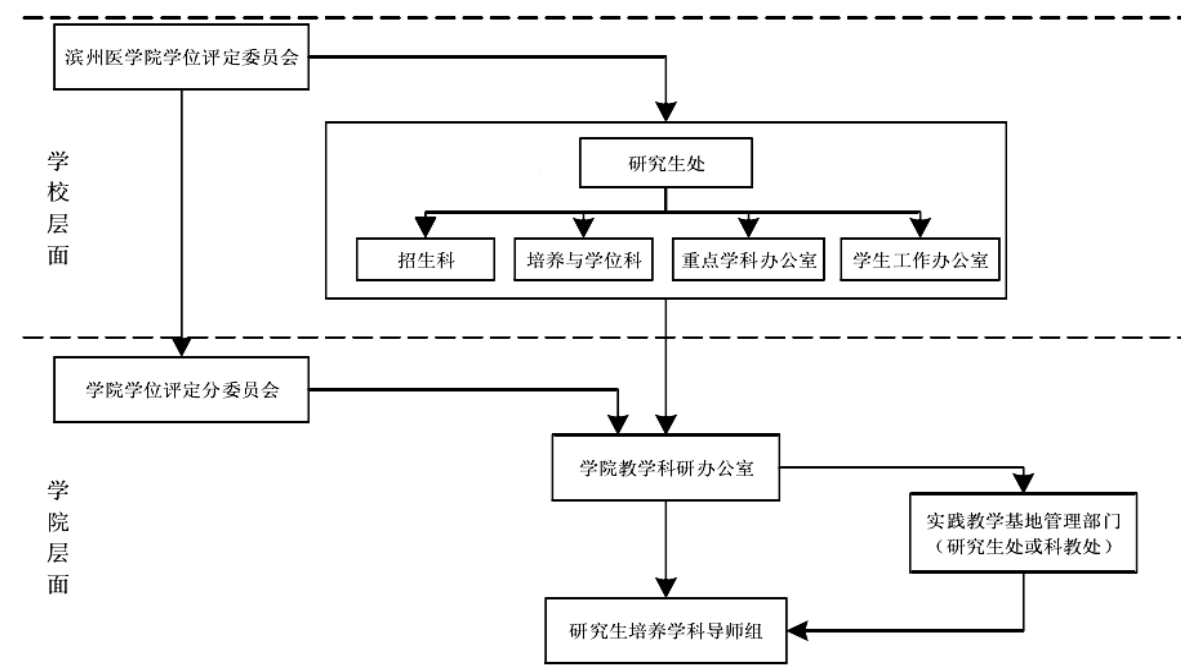 滨州医学院学位评定委员会
学校层面
研究生处
招生科
培养与学位科
重点学科办公室
学生工作办公室
学院学位评定分委员会
学院层面
学院教学科研办公室
实践教学基地管理部门
（研究生处或科教处）
研究生培养学科导师组